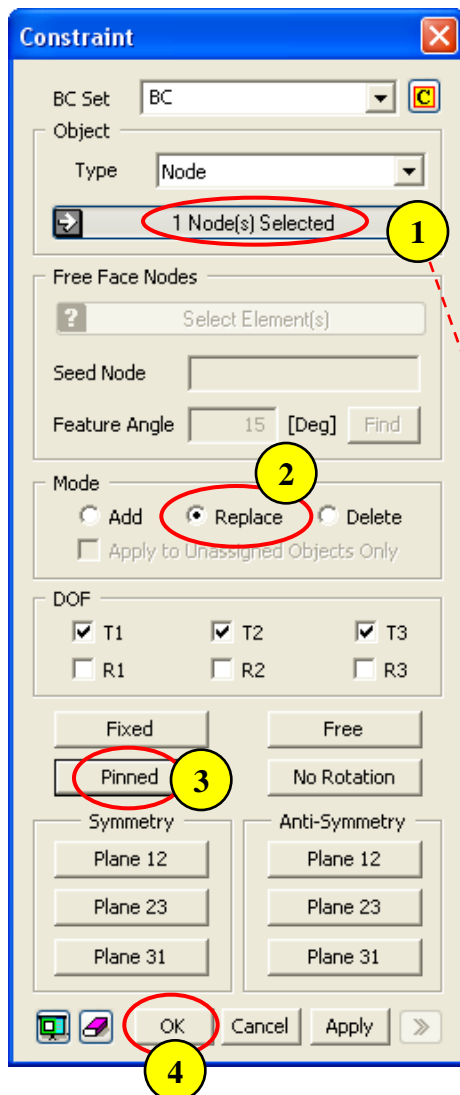 Constraint
BC Set BC C
Object
Type Node
1 Node(s) Selected
1
Free Face Nodes
? Select Element(s)
Seed Node
Feature Angle 15 [Deg] Find
2
Mode
Add Replace Delete
Apply to Unassigned Objects Only
DOF
T1 T2 T3
R1 R2 R3
Fixed Free
Pinned 3 No Rotation
Symmetry Anti-Symmetry
Plane 12 Plane 12
Plane 23 Plane 23
Plane 31 Plane 31
OK Cancel Apply >>
4